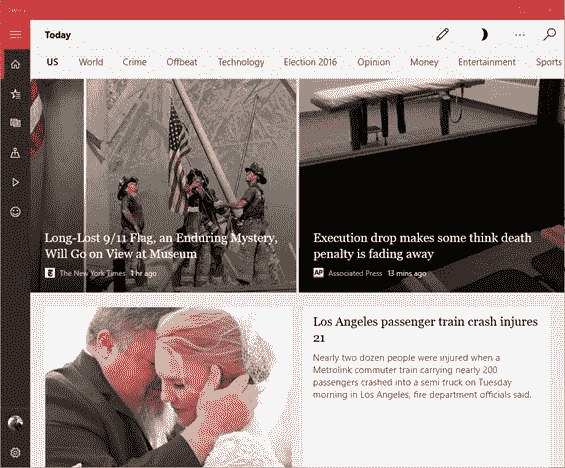 Today
US World Crime Offbeat Technology Election 2016 Opinion Money Entertainment Sports
Long-Lost 9/11 Flag, an Enduring Mystery,
Will Go on View at Museum
The New York Times 1 hr ago
Execution drop makes some think death
penalty is fading away
AP Associated Press 13 mins ago
Los Angeles passenger train crash injures
21
Nearly two dozen people were injured when a
Metrolink commuter train carrying nearly 200
passengers crashed into a semi truck on Tuesday
morning in Los Angeles, fire department officials said.